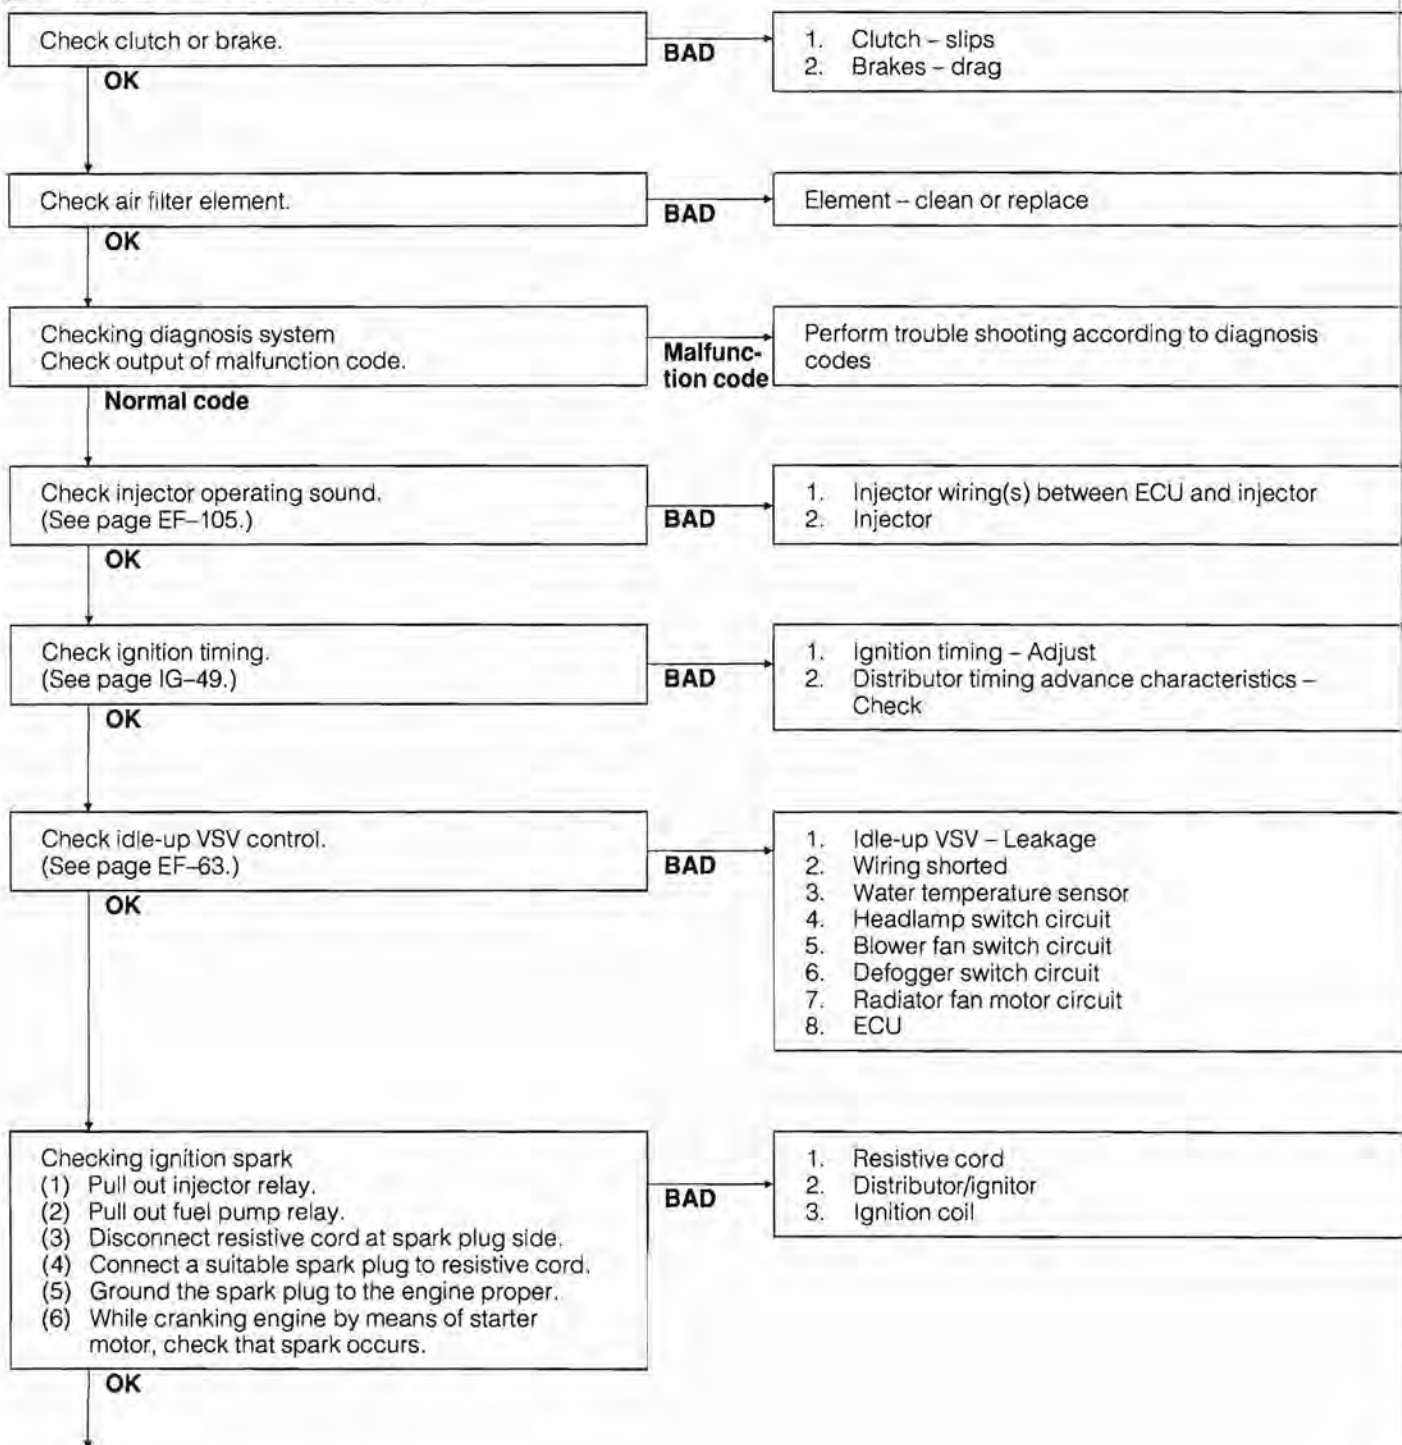 Check clutch or brake.
BAD
1. Clutch – slips
2. Brakes – drag
OK
Check air filter element.
BAD
Element – clean or replace
OK
Checking diagnosis system
Check output of malfunction code.
Malfunc-
tion code
Perform trouble shooting according to diagnosis
codes
Normal code
Check injector operating sound.
(See page EF–105.)
BAD
1. Injector wiring(s) between ECU and injector
2. Injector
OK
Check ignition timing.
(See page IG–49.)
BAD
1. Ignition timing – Adjust
2. Distributor timing advance characteristics –
Check
OK
Check idle-up VSV control.
(See page EF–63.)
BAD
1. Idle-up VSV – Leakage
2. Wiring shorted
3. Water temperature sensor
4. Headlamp switch circuit
5. Blower fan switch circuit
6. Defogger switch circuit
7. Radiator fan motor circuit
8. ECU
OK
Checking ignition spark
(1) Pull out injector relay.
(2) Pull out fuel pump relay.
(3) Disconnect resistive cord at spark plug side.
(4) Connect a suitable spark plug to resistive cord.
(5) Ground the spark plug to the engine proper.
(6) While cranking engine by means of starter
motor, check that spark occurs.
BAD
1. Resistive cord
2. Distributor/ignitor
3. Ignition coil
OK